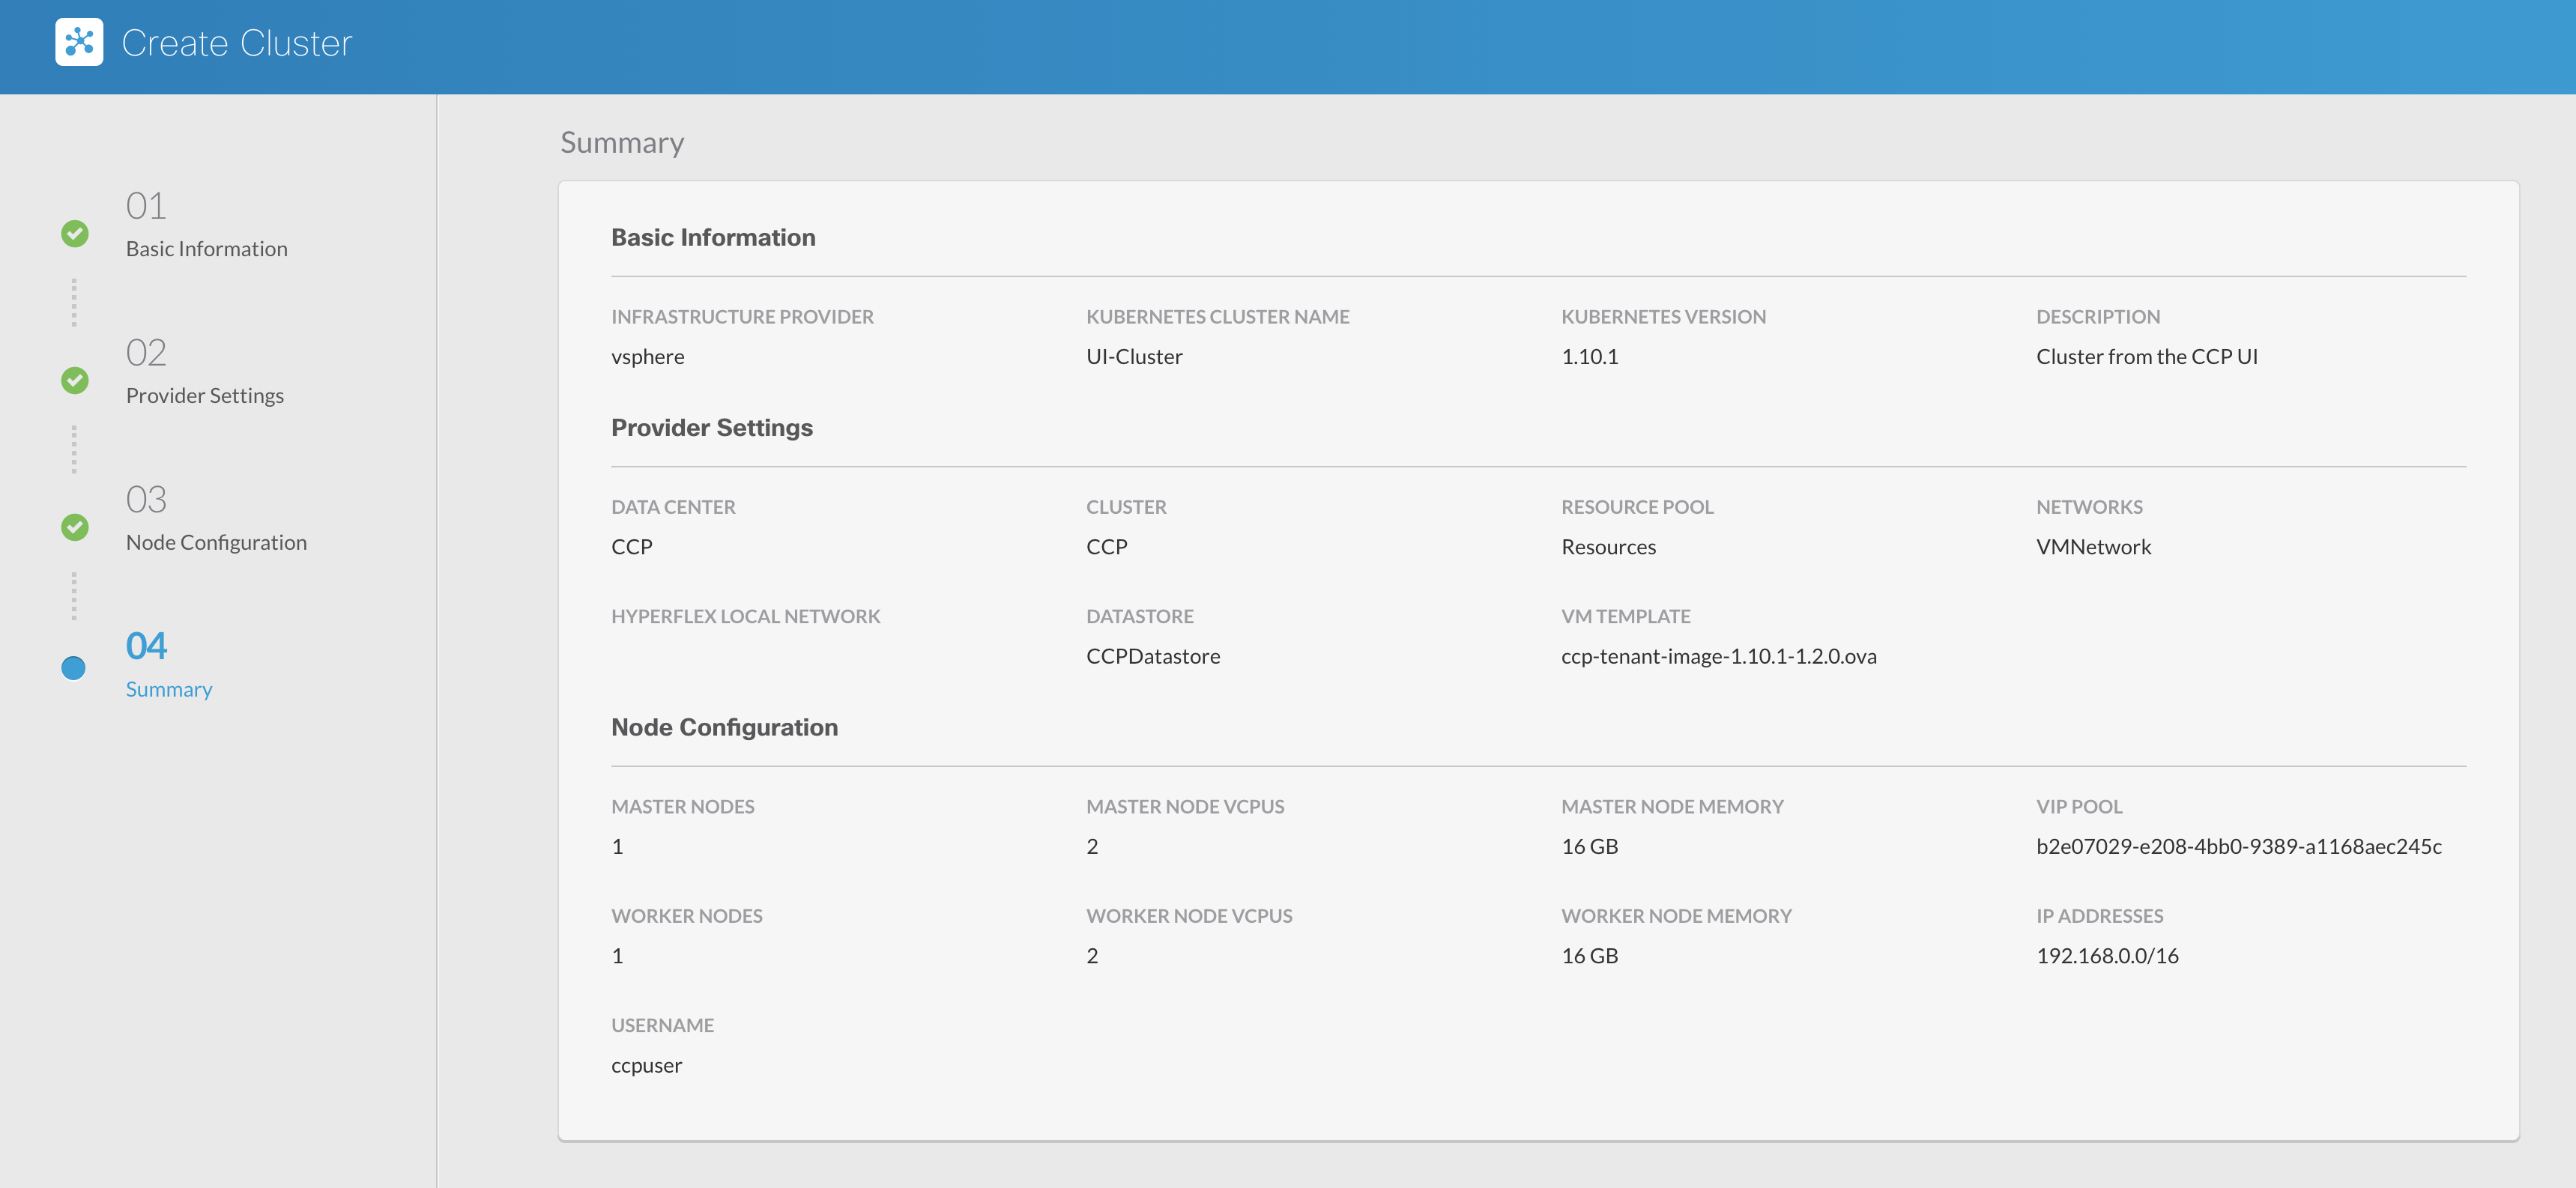 Create Cluster
01
Basic Information
02
Provider Settings
03
Node Configuration
04
Summary
Summary
Basic Information
INFRASTRUCTURE PROVIDER
vsphere
KUBERNETES CLUSTER NAME
UI-Cluster
KUBERNETES VERSION
1.10.1
DESCRIPTION
Cluster from the CCP UI
Provider Settings
DATA CENTER
CCP
CLUSTER
CCP
RESOURCE POOL
Resources
NETWORKS
VMNetwork
HYPERFLEX LOCAL NETWORK
DATASTORE
CCPDatastore
VM TEMPLATE
ccp-tenant-image-1.10.1-1.2.0.ova
Node Configuration
MASTER NODES
1
MASTER NODE VCPUS
2
MASTER NODE MEMORY
16 GB
VIP POOL
b2e07029-e208-4bb0-9389-a1168aec245c
WORKER NODES
1
WORKER NODE VCPUS
2
WORKER NODE MEMORY
16 GB
IP ADDRESSES
192.168.0.0/16
USERNAME
ccpuser